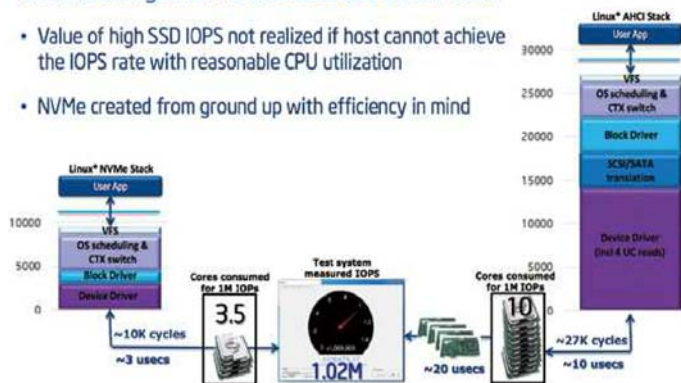 • Value of high SSD IOPS not realized if host cannot achieve
the IOPS rate with reasonable CPU utilization
• NVMe created from ground up with efficiency in mind
Linux* NVMe Stack
User App
10000
5000
0
VFS
OS scheduling &
CTX switch
Block Driver
Device Driver
~10K cycles
~3 usecs
Cores consumed
for 1M IOPs
3.5
Test system
measured IOPS
1.02M
~20 usecs
Cores consumed
for 1M IOPs
10
~27K cycles
~10 usecs
Linux* AHCI Stack
User App
30000
25000
20000
15000
10000
5000
0
VFS
OS scheduling &
CTX switch
Block Driver
SCSI/SATA
translation
Device Driver
(incl 4 UC reads)